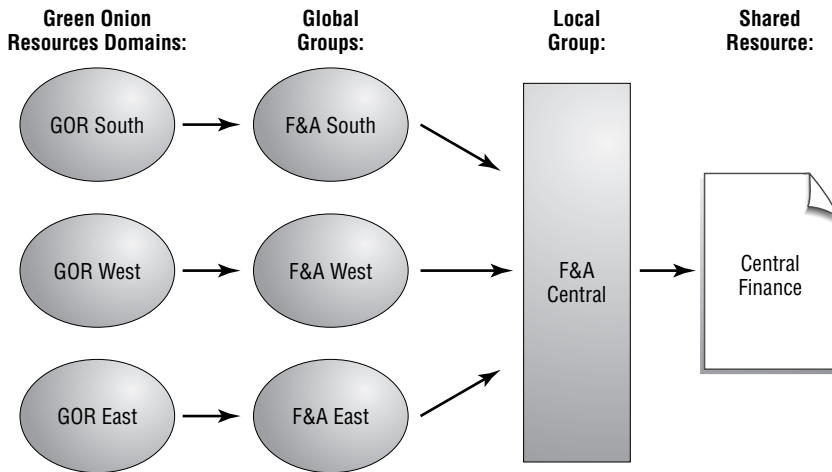 Green Onion
Resources Domains:
Global
Groups:
Local
Group:
Shared
Resource:
GOR South
F&A South
GOR West
F&A West
F&A
Central
Central
Finance
GOR East
F&A East